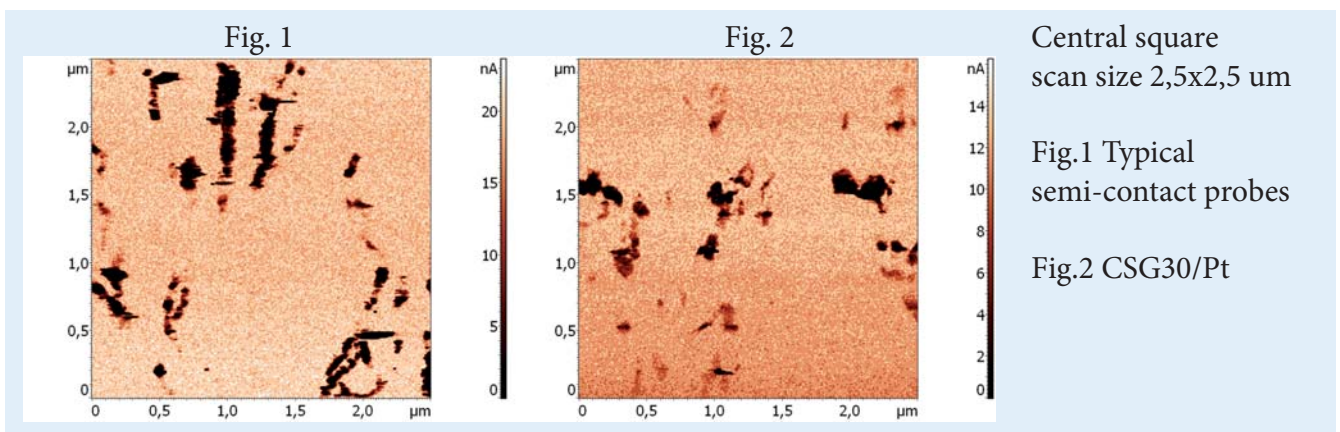 Fig. 1
µm
2,0
1,5
1,0
0,5
0
0 0,5 1,0 1,5 2,0 µm
nA
20
15
10
5
0
Fig. 2
µm
2,0
1,5
1,0
0,5
0
0 0,5 1,0 1,5 2,0 µm
nA
14
12
10
8
6
4
2
0
Central square
scan size 2,5x2,5 um
Fig.1 Typical
semi-contact probes
Fig.2 CSG30/Pt